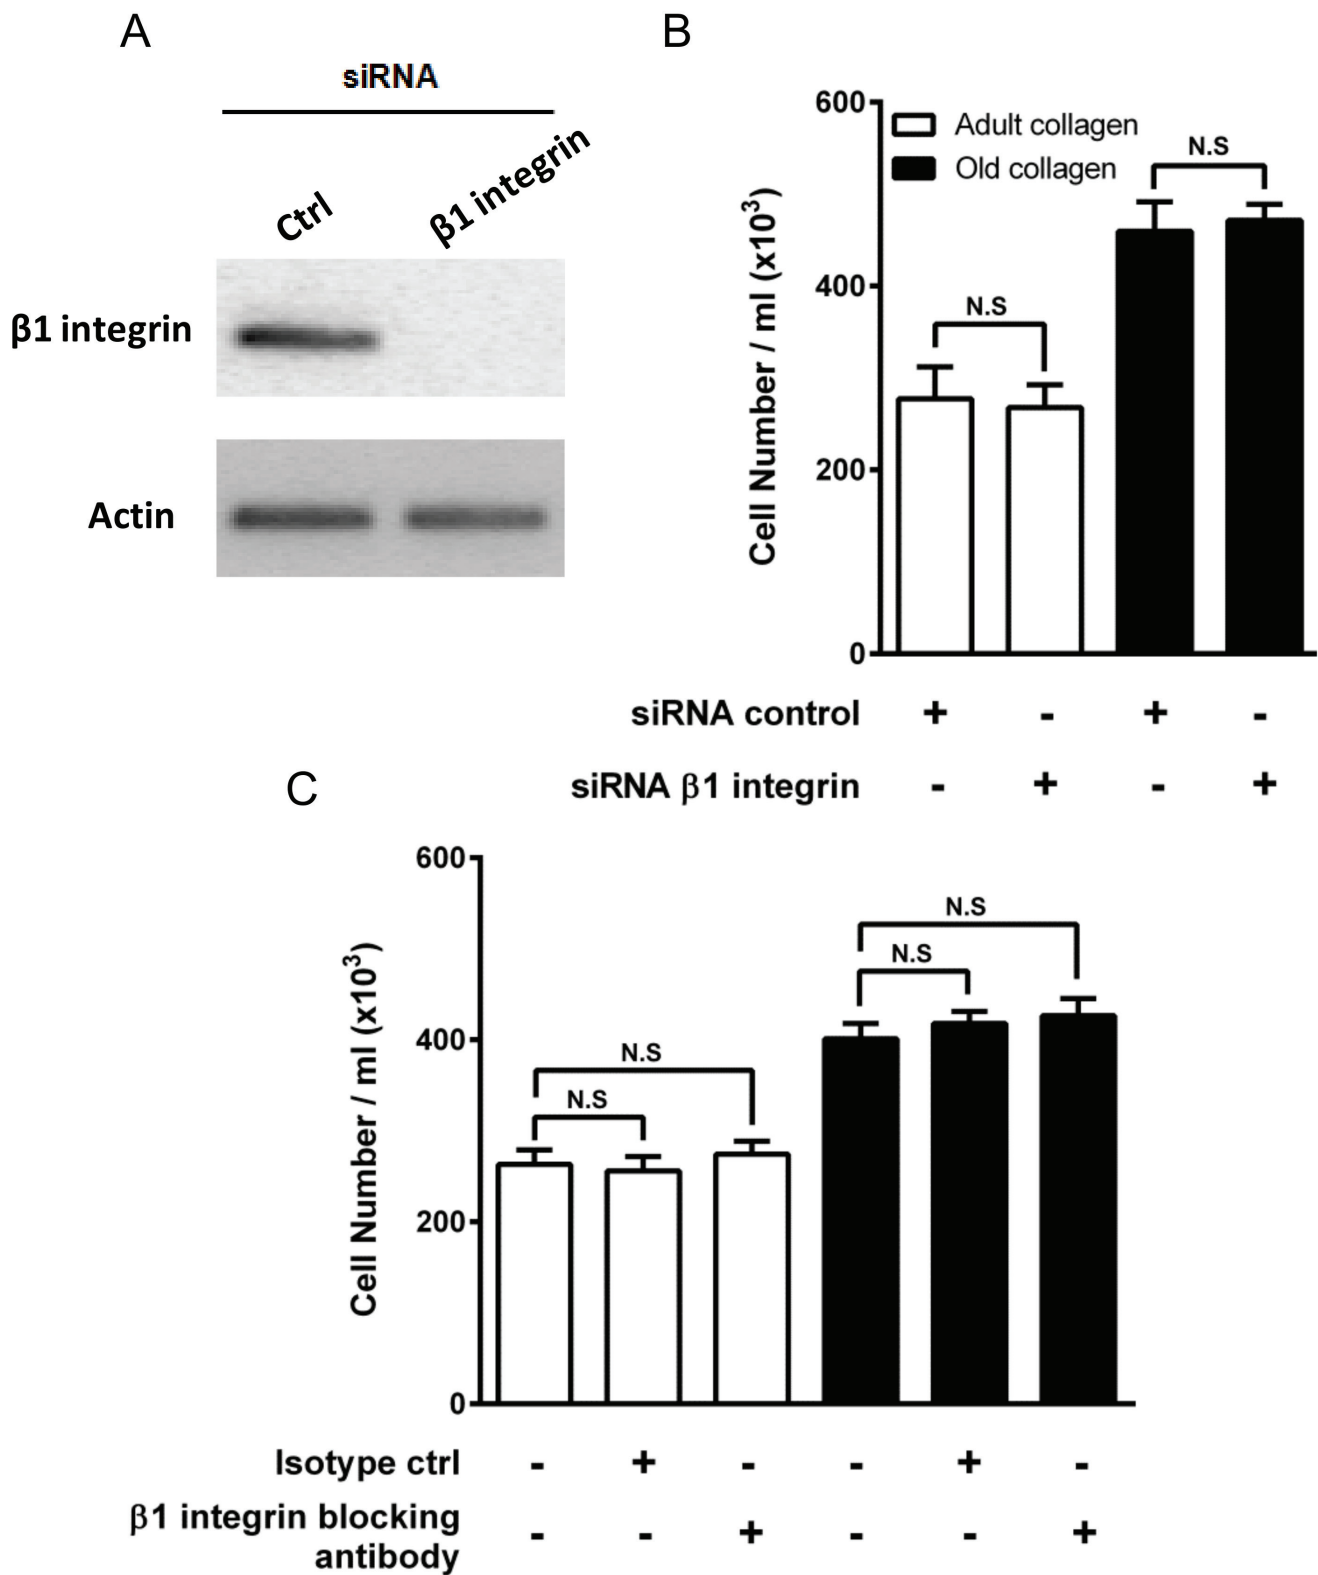 A
siRNA
Ctrl
β1 integrin
β1 integrin
Actin
B
600
400
200
0
Cell Number / ml (x10³)
Adult collagen
Old collagen
N.S
N.S
siRNA control + - + -
siRNA β1 integrin - + - +
C
600
400
200
0
Cell Number / ml (x10³)
N.S
N.S
N.S
N.S
Isotype ctrl - + - - + -
β1 integrin blocking
antibody - - + - - +